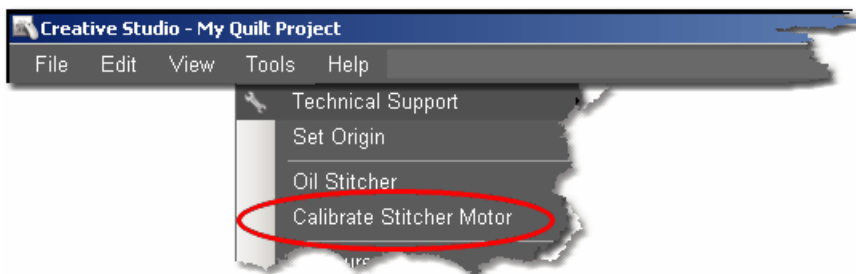 Creative Studio - My Quilt Project
File Edit View Tools Help
Technical Support
Set Origin
Oil Stitcher
Calibrate Stitcher Motor